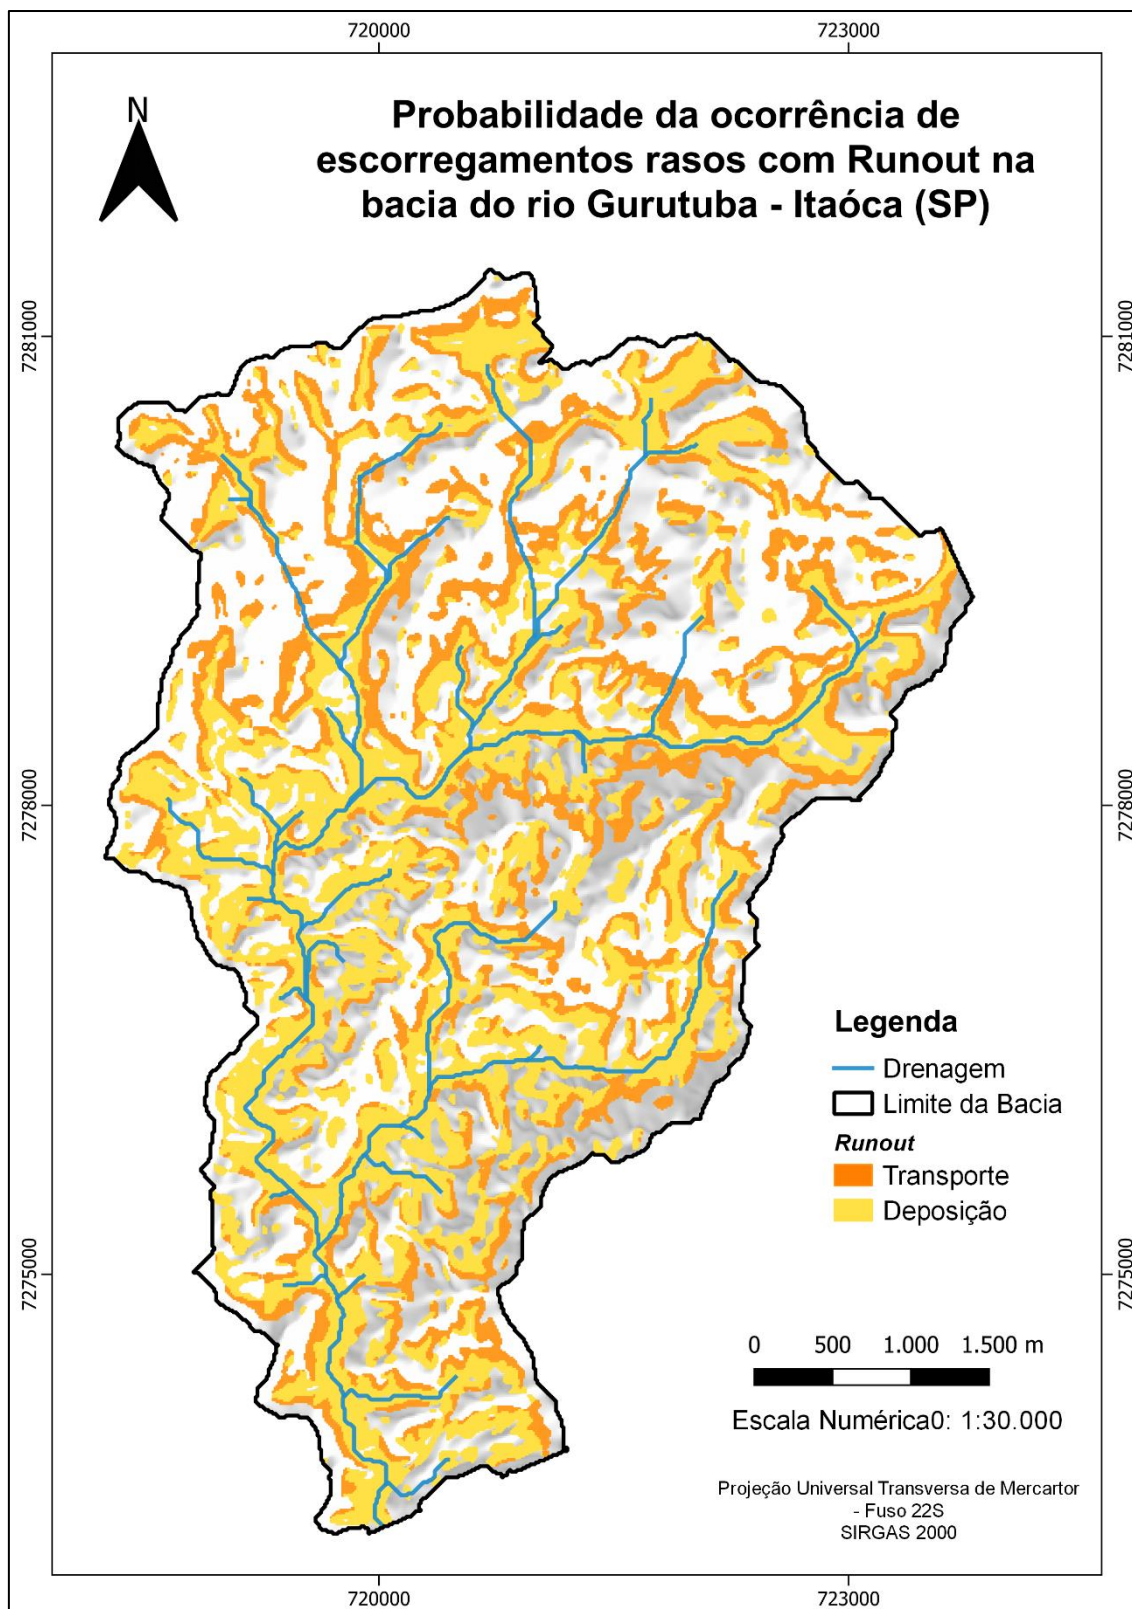 720000
723000
N
Probabilidade da ocorrência de
escorregamentos rasos com Runout na
bacia do rio Gurutuba - Itaóca (SP)
7281000
7281000
7278000
7278000
7275000
7275000
Legenda
Drenagem
Limite da Bacia
Runout
Transporte
Deposição
0 500 1.000 1.500 m
Escala Numérica0: 1:30.000
Projeção Universal Transversa de Mercartor
- Fuso 22S
SIRGAS 2000
720000
723000